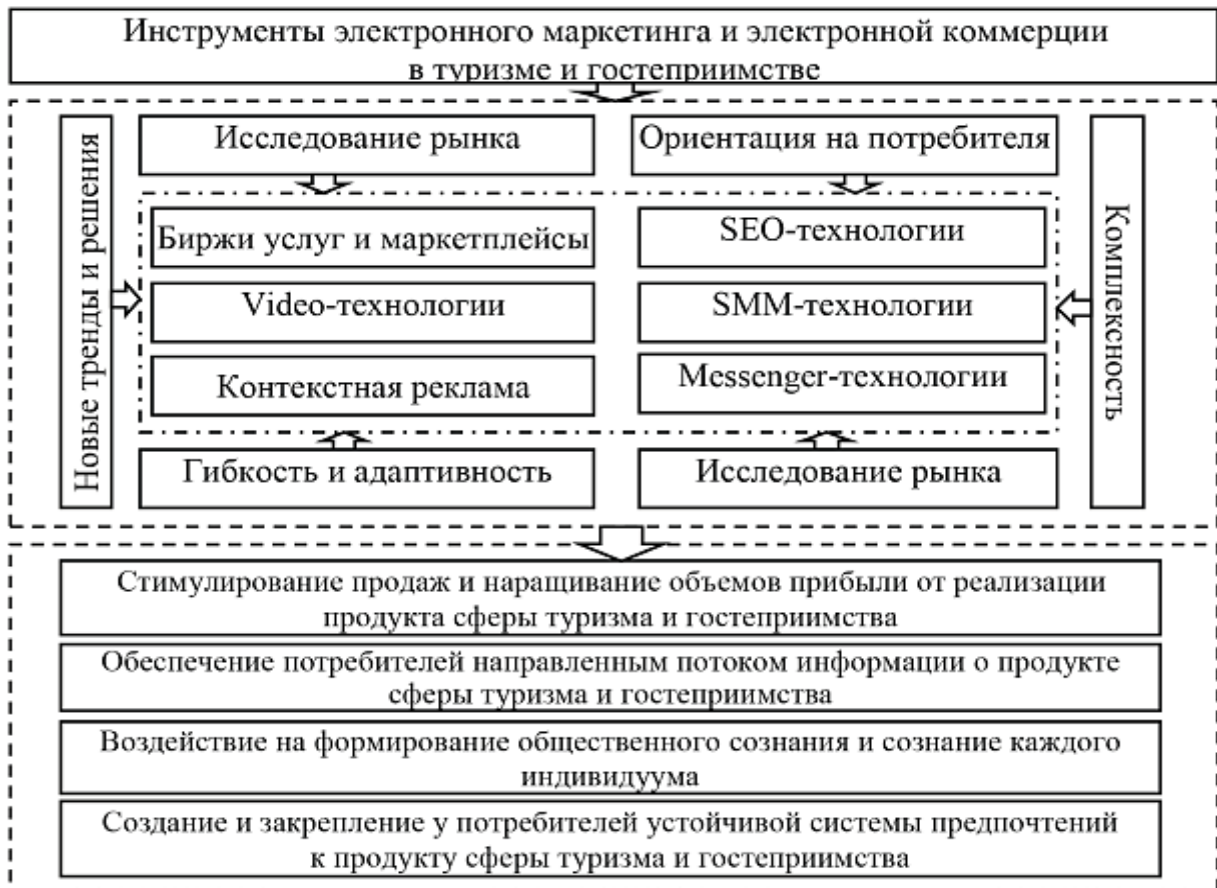 Инструменты электронного маркетинга и электронной коммерции
в туризме и гостеприимстве
Новые тренды и решения
Исследование рынка
Ориентация на потребителя
Комплексность
Биржи услуг и маркетплейсы
SEO-технологии
Video-технологии
SMM-технологии
Контекстная реклама
Messenger-технологии
Гибкость и адаптивность
Исследование рынка
Стимулирование продаж и наращивание объемов прибыли от реализации
продукта сферы туризма и гостеприимства
Обеспечение потребителей направленным потоком информации о продукте
сферы туризма и гостеприимства
Воздействие на формирование общественного сознания и сознание каждого
индивидуума
Создание и закрепление у потребителей устойчивой системы предпочтений
к продукту сферы туризма и гостеприимства